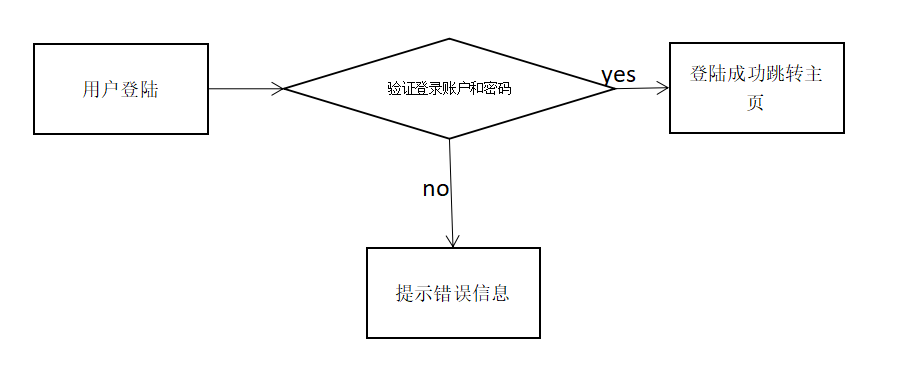 用户登陆
验证登录账户和密码
yes
登陆成功跳转主
页
no
提示错误信息